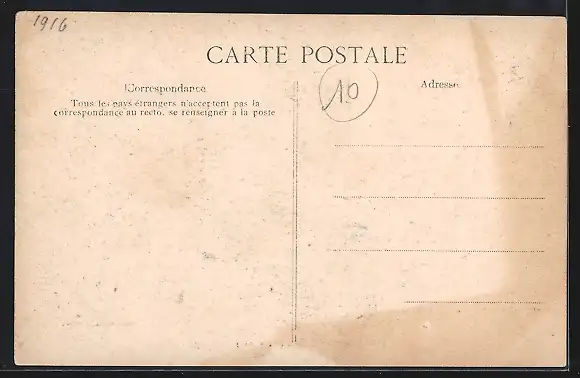 1916
CARTE POSTALE
Correspondance
Tous les pays étrangers n'acceptent pas la
correspondance au recto, se renseigner à la poste
10
Adresse